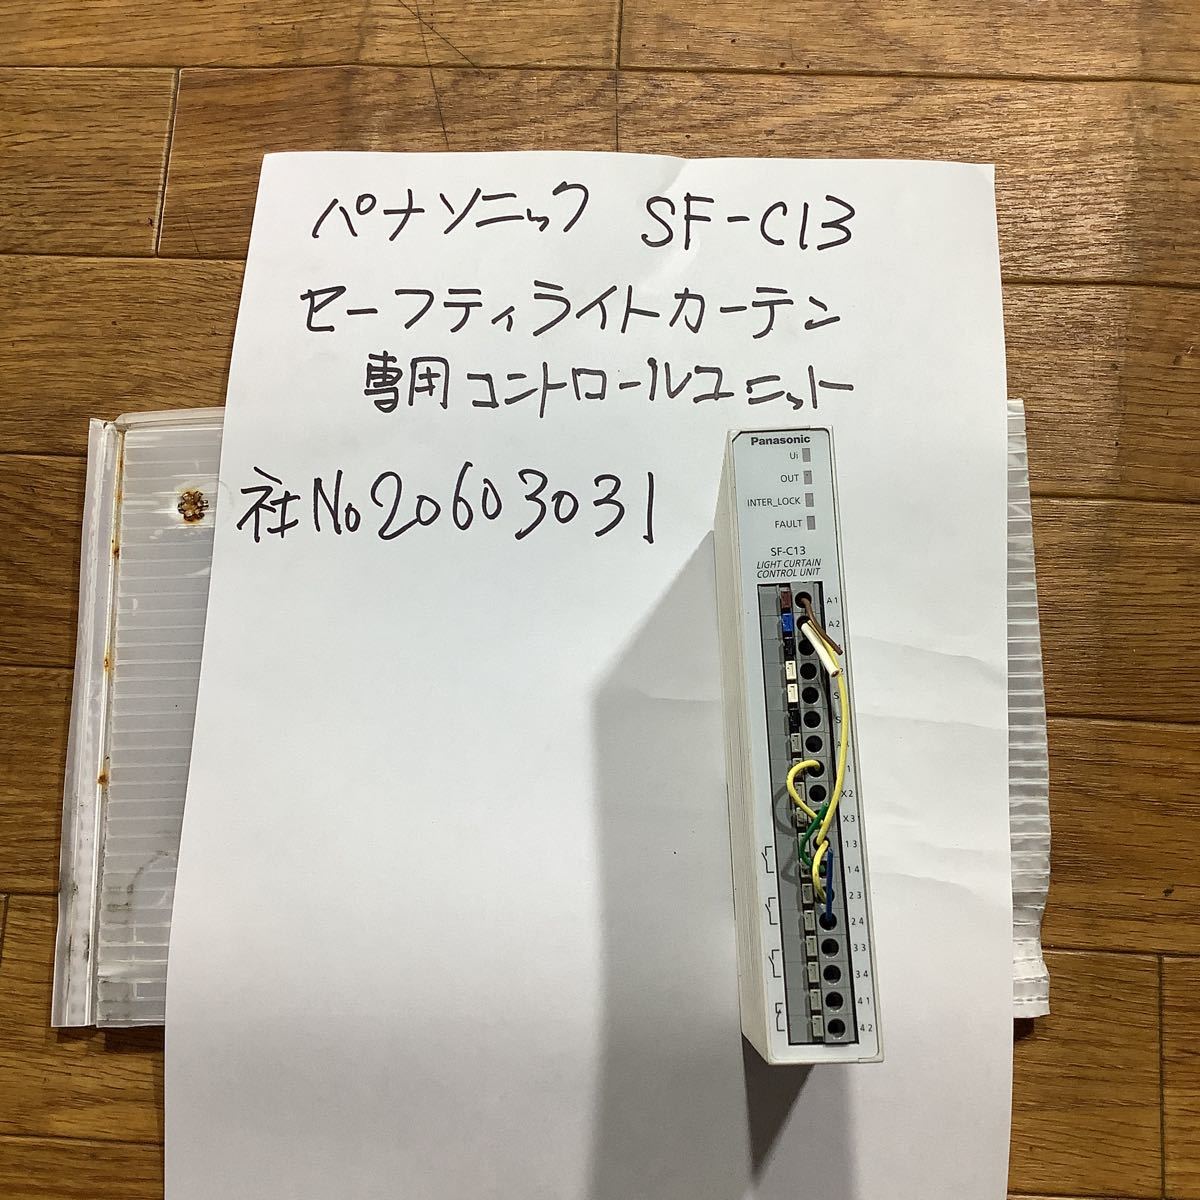 パナソニック SF-C13
セーフティライトカーテン
専用コントロールユニット
社No20603031
Panasonic
Ui
OUT
INTER_LOCK
FAULT
SF-C13
LIGHT CURTAIN
CONTROL UNIT
A1
A2
X2
X3
13
14
23
24
33
34
41
42